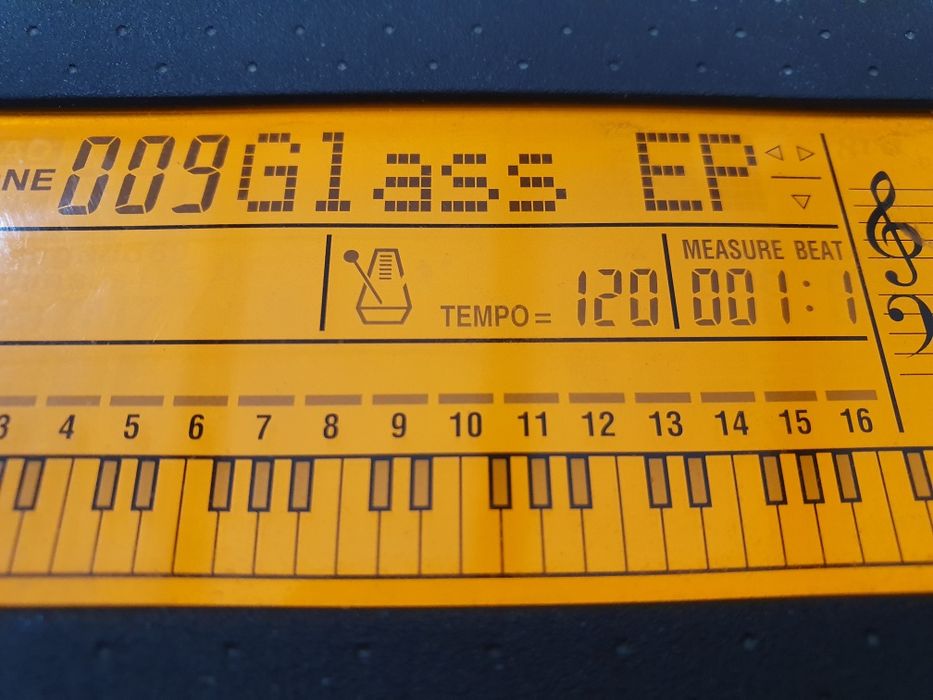 NE 009 Glass EP
MEASURE BEAT
TEMPO = 120 001:1
3 4 5 6 7 8 9 10 11 12 13 14 15 16